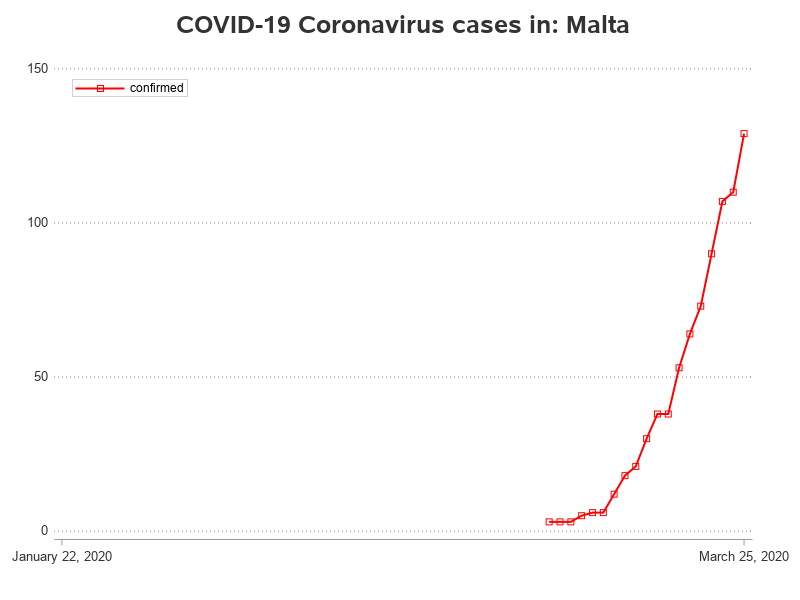 COVID-19 Coronavirus cases in: Malta
150
confirmed
100
50
0
January 22, 2020
March 25, 2020